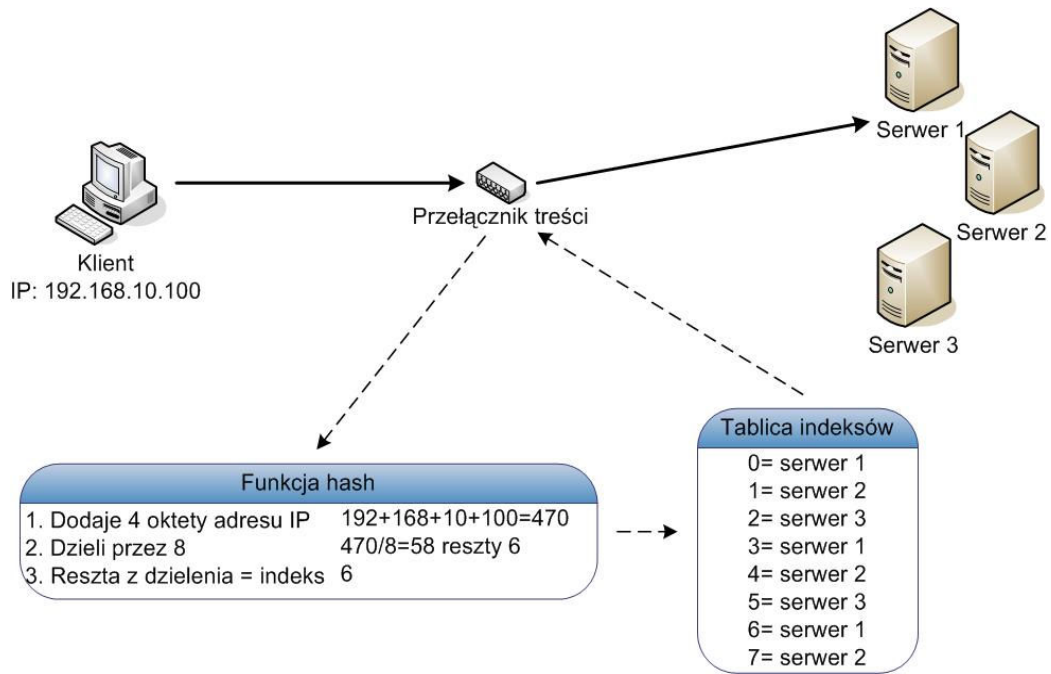 Serwer 1
Serwer 2
Serwer 3
Przełącznik treści
Klient
IP: 192.168.10.100
Funkcja hash
1. Dodaje 4 oktety adresu IP 192+168+10+100=470
2. Dzieli przez 8 470/8=58 reszty 6
3. Reszta z dzielenia = indeks 6
Tablica indeksów
0= serwer 1
1= serwer 2
2= serwer 3
3= serwer 1
4= serwer 2
5= serwer 3
6= serwer 1
7= serwer 2